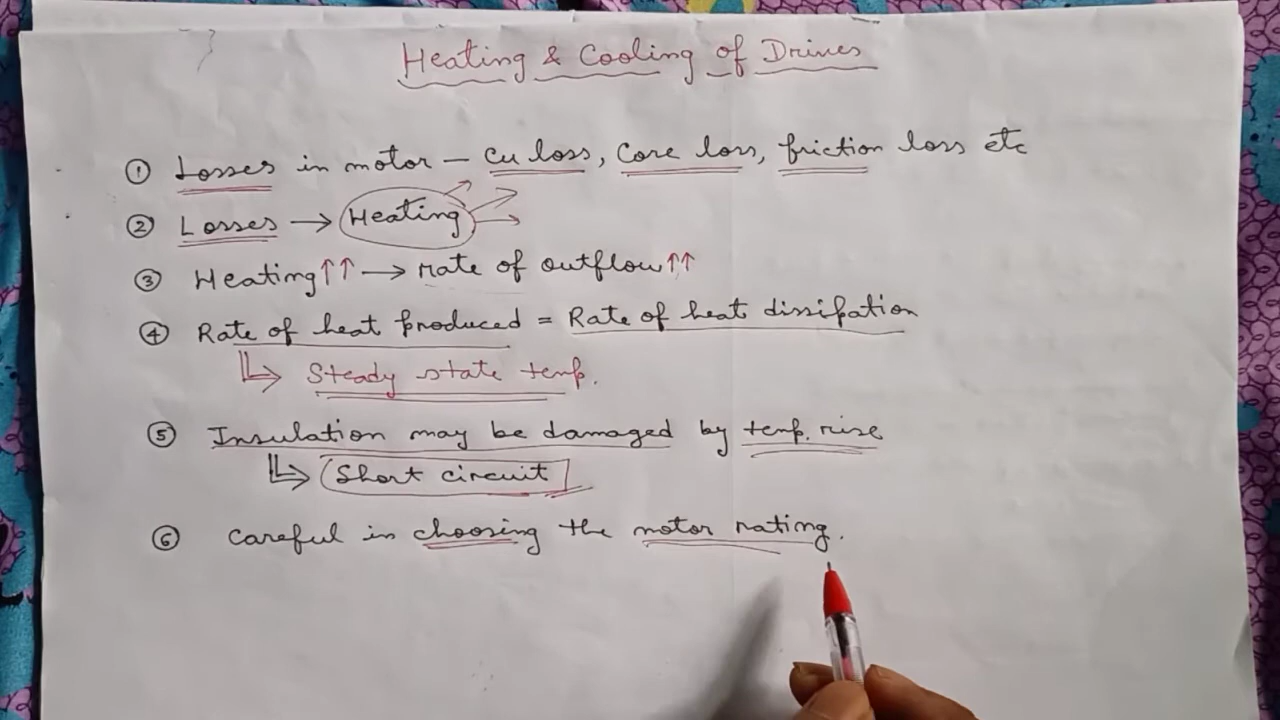 Heating & Cooling of Drives
① Losses in motor – Cu loss, Core loss, friction loss etc
② Losses → Heating
③ Heating ↑↑ → rate of outflow ↑↑
④ Rate of heat produced = Rate of heat dissipation
↳ Steady state temp.
⑤ Insulation may be damaged by temp. rise
↳ Short circuit
⑥ Careful in choosing the motor rating.